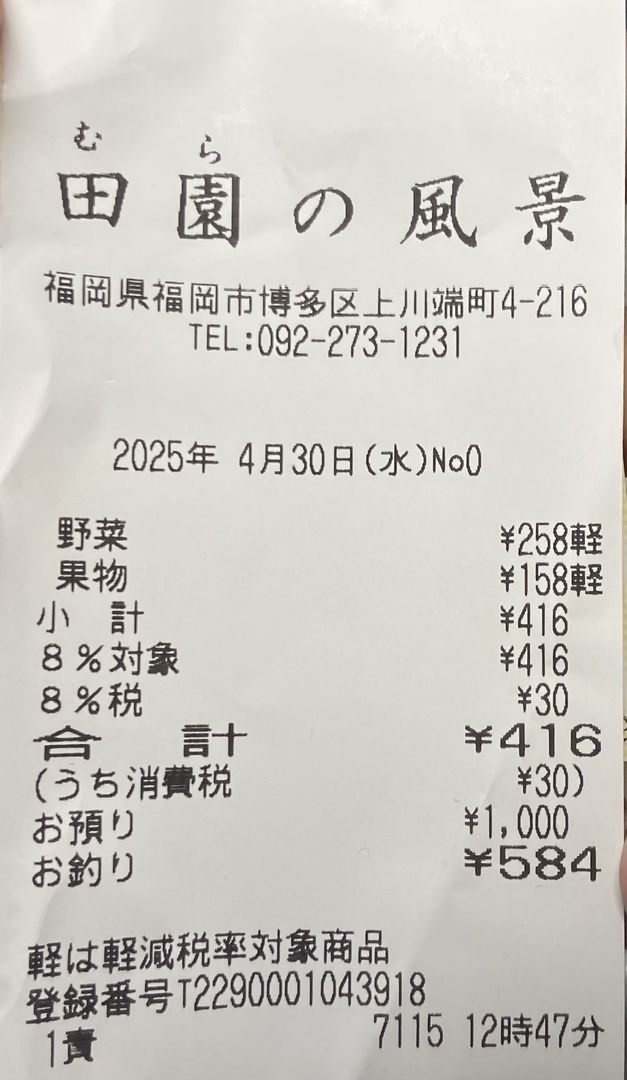 むら
田園の風景
福岡県福岡市博多区上川端町4-216
TEL:092-273-1231
2025年 4月30日(水)No0
野菜 ¥258軽
果物 ¥158軽
小 計 ¥416
8%対象 ¥416
8%税 ¥30
合 計 ¥416
(うち消費税 ¥30)
お預り ¥1,000
お釣り ¥584
軽は軽減税率対象商品
登録番号T2290001043918
1責 7115 12時47分